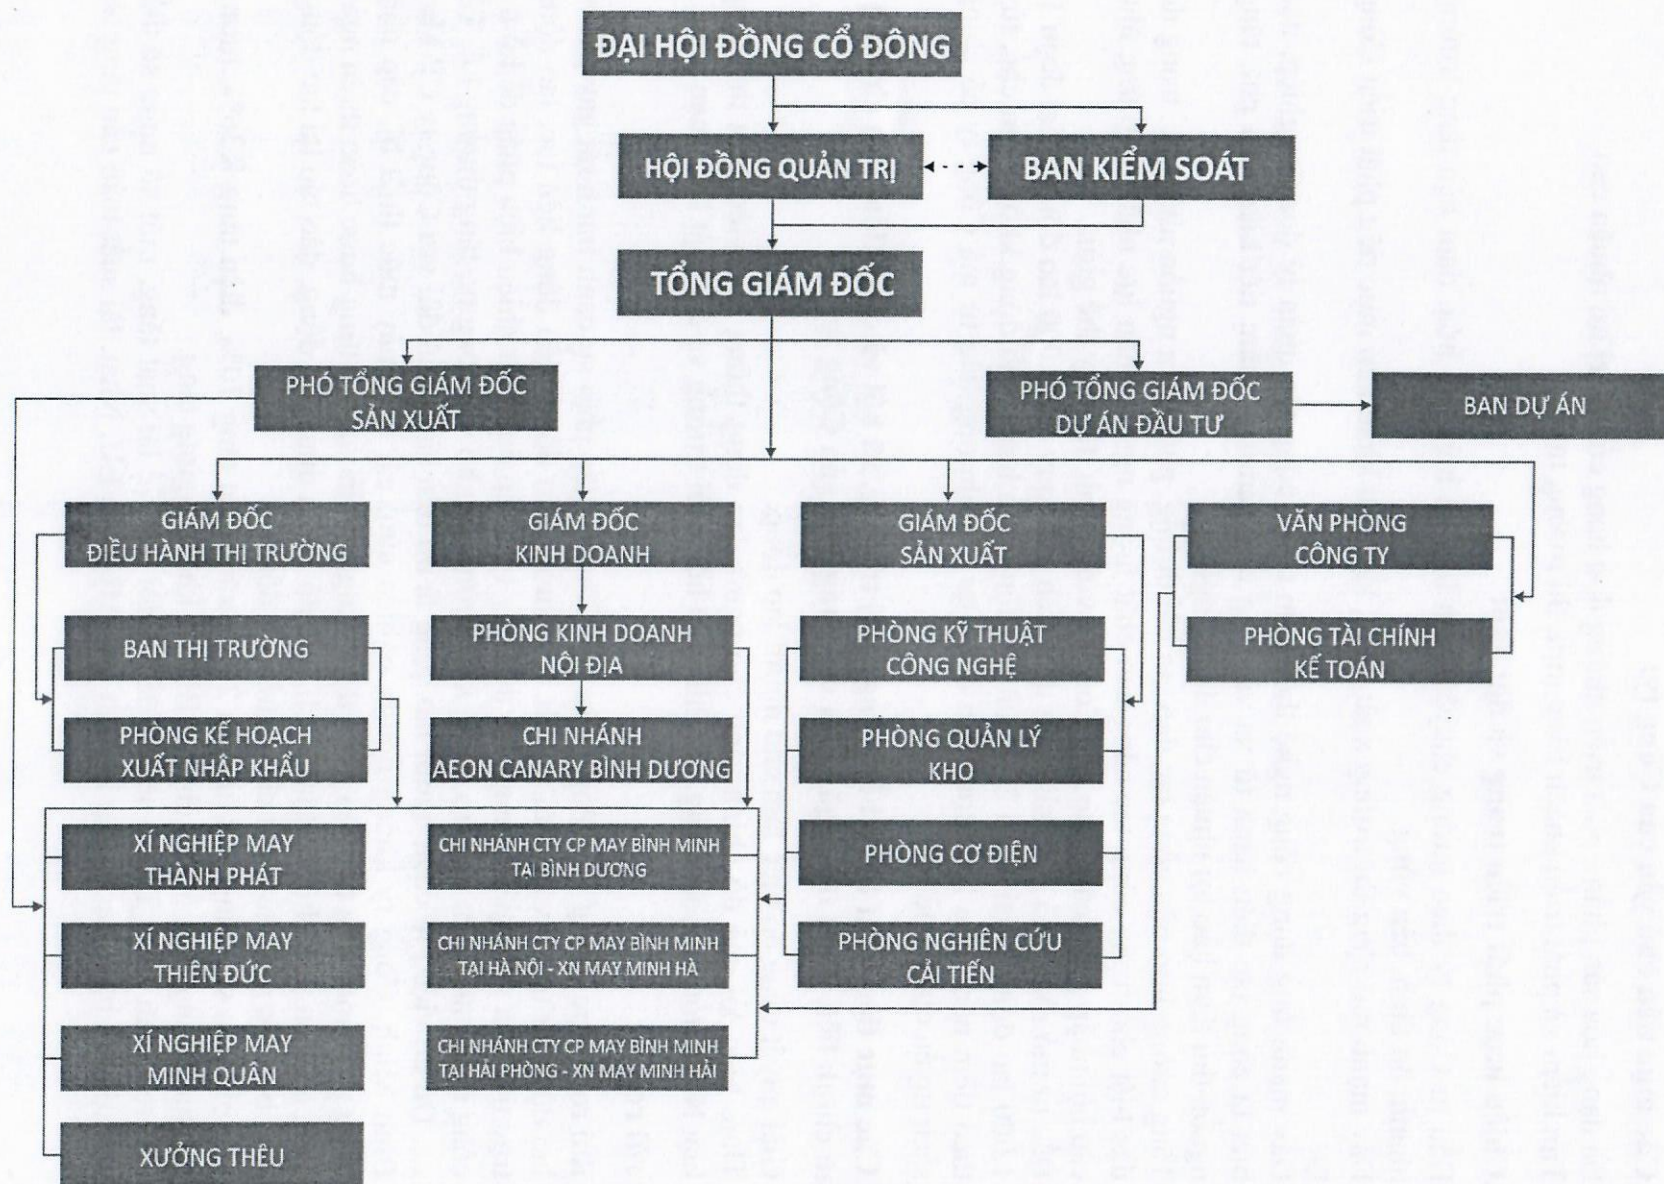 ĐẠI HỘI ĐỒNG CỔ ĐÔNG
HỘI ĐỒNG QUẢN TRỊ
BAN KIỂM SOÁT
TỔNG GIÁM ĐỐC
PHÓ TỔNG GIÁM ĐỐC
SẢN XUẤT
PHÓ TỔNG GIÁM ĐỐC
DỰ ÁN ĐẦU TƯ
BAN DỰ ÁN
GIÁM ĐỐC
ĐIỀU HÀNH THỊ TRƯỜNG
GIÁM ĐỐC
KINH DOANH
GIÁM ĐỐC
SẢN XUẤT
VĂN PHÒNG
CÔNG TY
BAN THỊ TRƯỜNG
PHÒNG KINH DOANH
NỘI ĐỊA
PHÒNG KỸ THUẬT
CÔNG NGHỆ
PHÒNG TÀI CHÍNH
KẾ TOÁN
PHÒNG KẾ HOẠCH
XUẤT NHẬP KHẨU
CHI NHÁNH
AEON CANARY BÌNH DƯƠNG
PHÒNG QUẢN LÝ
KHO
XÍ NGHIỆP MAY
THÀNH PHÁT
CHI NHÁNH CTY CP MAY BÌNH MINH
TẠI BÌNH DƯƠNG
PHÒNG CƠ ĐIỆN
XÍ NGHIỆP MAY
THIÊN ĐỨC
CHI NHÁNH CTY CP MAY BÌNH MINH
TẠI HÀ NỘI - XN MAY MINH HÀ
PHÒNG NGHIÊN CỨU
CẢI TIẾN
XÍ NGHIỆP MAY
MINH QUÂN
CHI NHÁNH CTY CP MAY BÌNH MINH
TẠI HẢI PHÒNG - XN MAY MINH HẢI
XƯỞNG THÊU